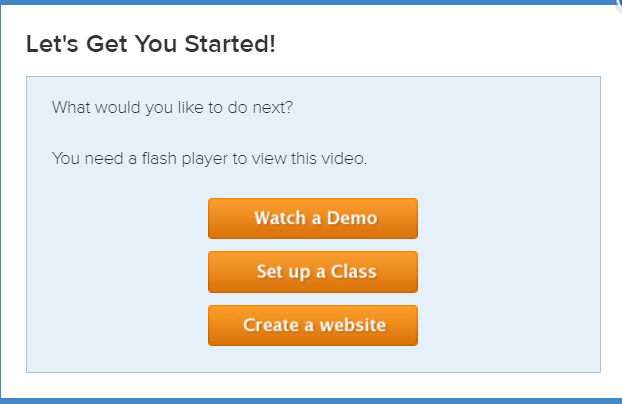 Let's Get You Started!
What would you like to do next?
You need a flash player to view this video.
Watch a Demo
Set up a Class
Create a website